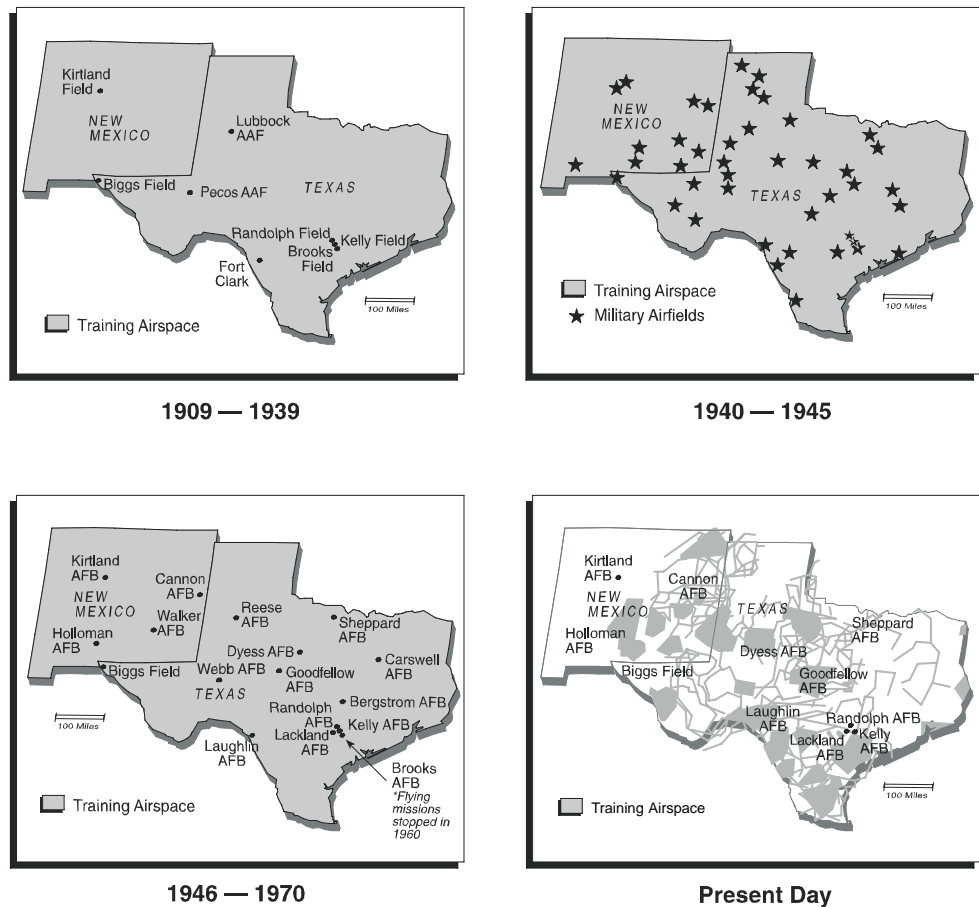 Kirtland
Field
NEW
MEXICO
Lubbock
AAF
Biggs Field
Pecos AAF
TEXAS
Randolph Field
Kelly Field
Brooks
Field
Fort
Clark
100 Miles
Training Airspace
1909 — 1939
NEW
MEXICO
TEXAS
Training Airspace
Military Airfields
100 Miles
1940 — 1945
Kirtland
AFB
NEW
MEXICO
Cannon
AFB
Walker
AFB
Holloman
AFB
Reese
AFB
Sheppard
AFB
Dyess AFB
Carswell
AFB
Biggs Field
Webb AFB
Goodfellow
AFB
TEXAS
Bergstrom AFB
Randolph
AFB
Kelly AFB
Lackland
AFB
Laughlin
AFB
Brooks
AFB
*Flying
missions
stopped in
1960
100 Miles
Training Airspace
1946 — 1970
Kirtland
AFB
NEW
MEXICO
Cannon
AFB
TEXAS
Sheppard
AFB
Holloman
AFB
Dyess AFB
Biggs Field
Goodfellow
AFB
Laughlin
AFB
Randolph AFB
Lackland
AFB
Kelly
AFB
100 Miles
Training Airspace
Present Day